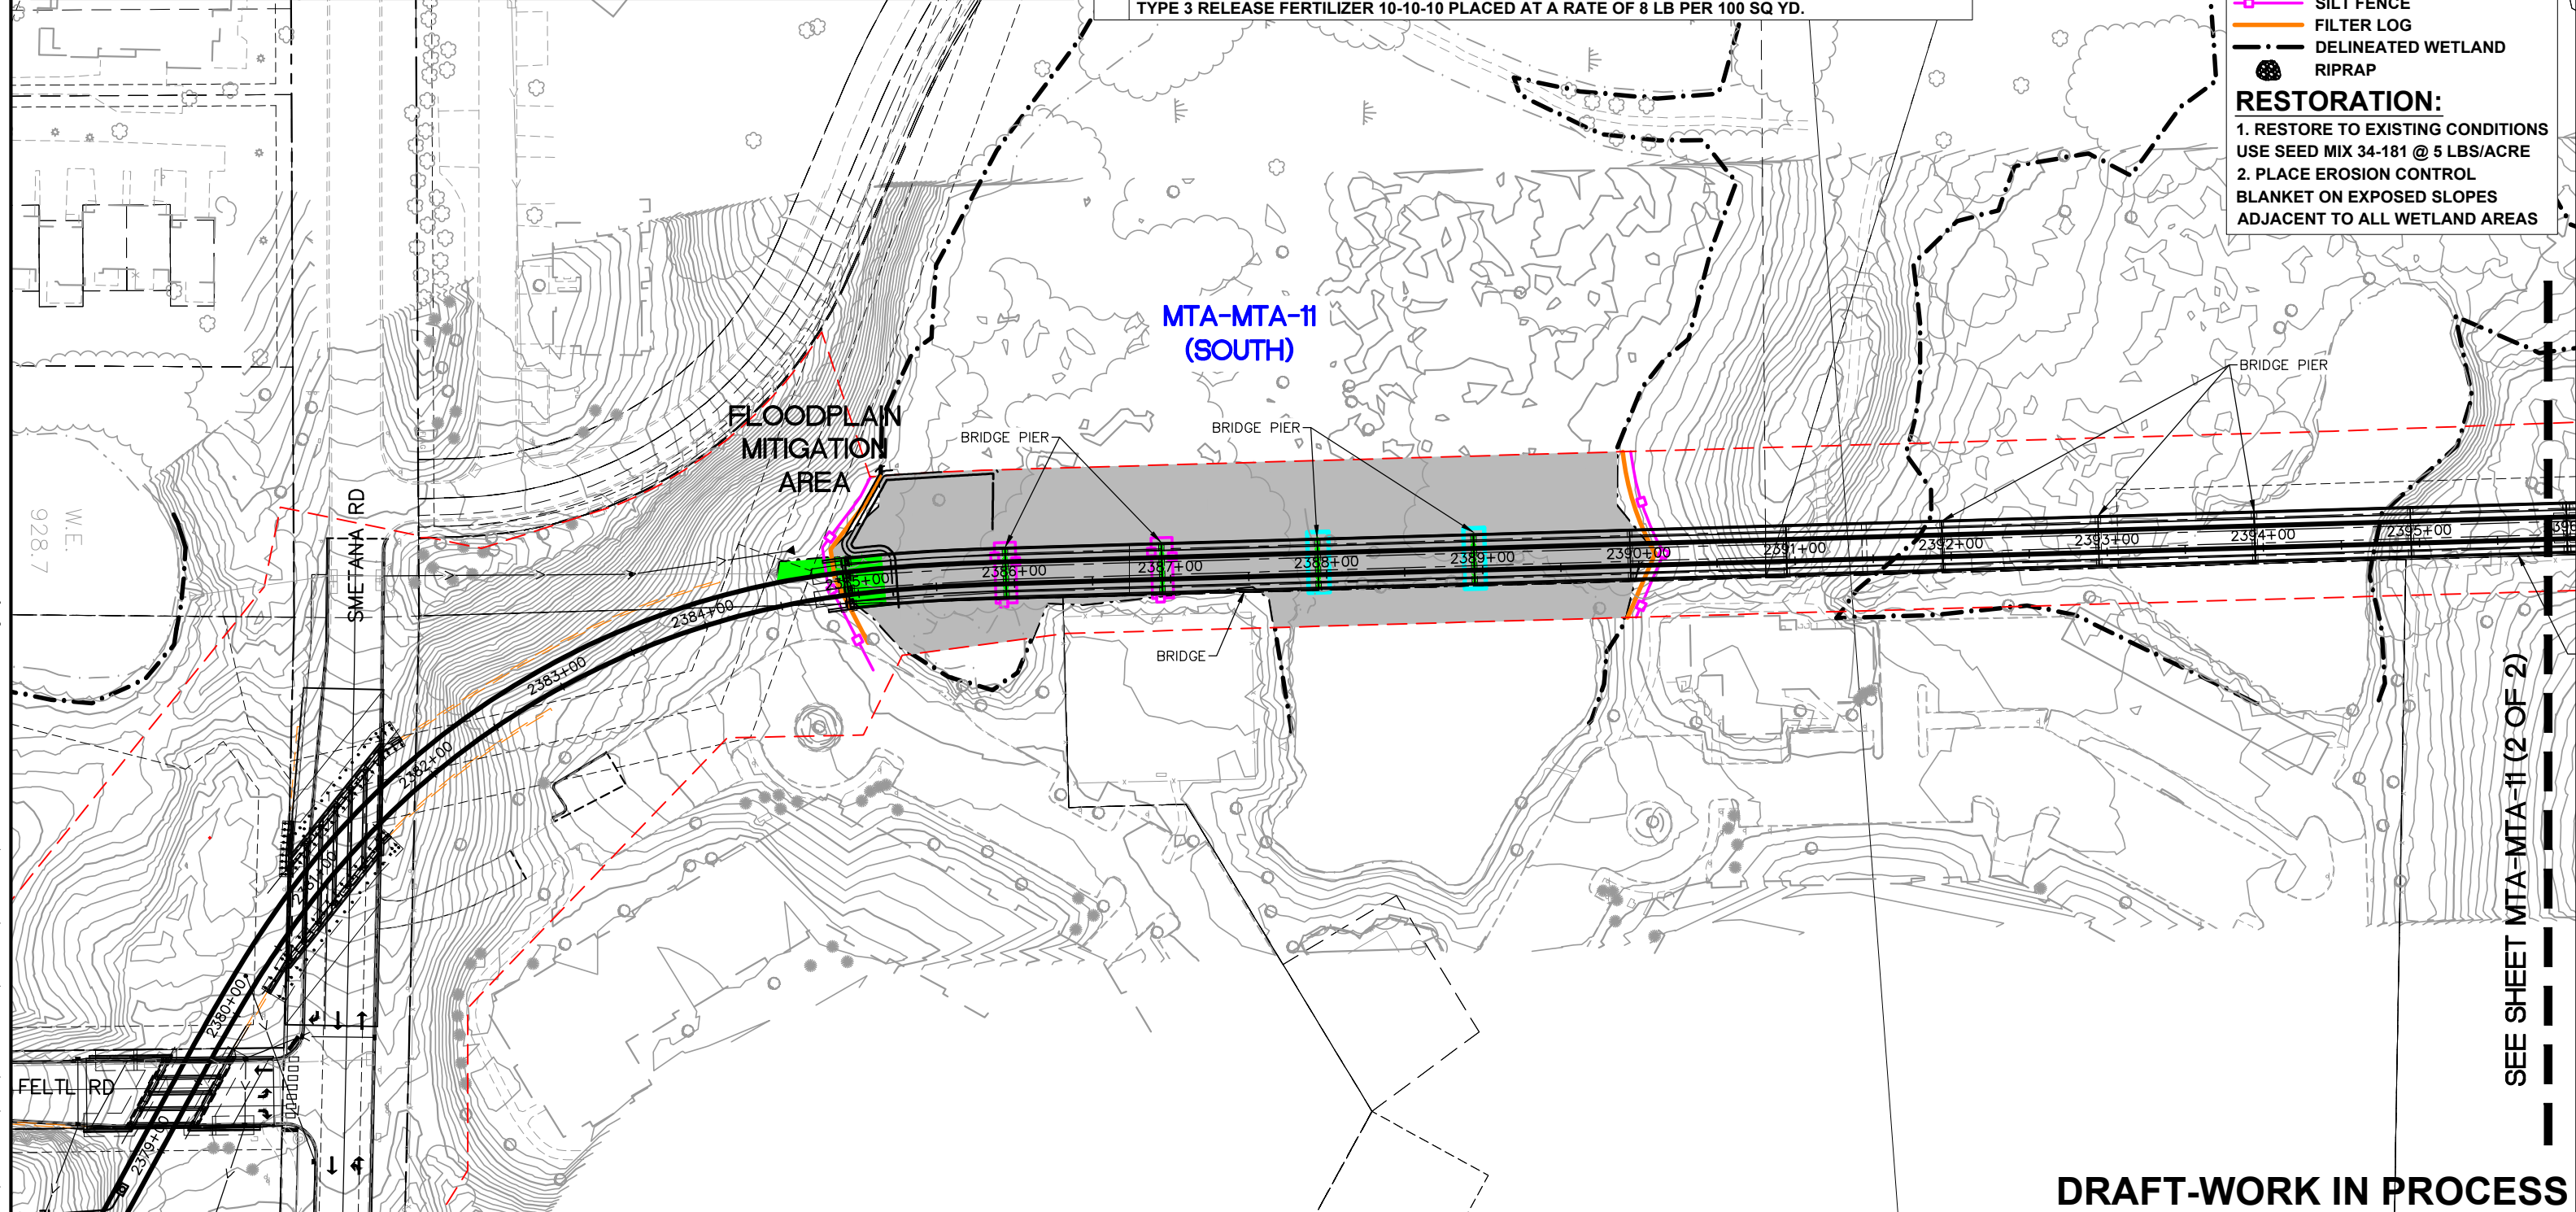 TYPE 3 RELEASE FERTILIZER 10-10-10 PLACED AT A RATE OF 8 LB PER 100 SQ YD.
SILT FENCE
FILTER LOG
DELINEATED WETLAND
RIPRAP
RESTORATION:
1. RESTORE TO EXISTING CONDITIONS
USE SEED MIX 34-181 @ 5 LBS/ACRE
2. PLACE EROSION CONTROL
BLANKET ON EXPOSED SLOPES
ADJACENT TO ALL WETLAND AREAS
MTA-MTA-11
(SOUTH)
FLOODPLAIN
MITIGATION
AREA
BRIDGE PIER
BRIDGE PIER
BRIDGE PIER
BRIDGE
SMETANA RD
W.E.
928.7
FELTL RD
2379+00
2380+00
2381+00
2382+00
2383+00
2384+00
2386+00
2387+00
2388+00
2389+00
2390+00
2391+00
2392+00
2393+00
2394+00
2395+00
SEE SHEET MTA-MTA-11 (2 OF 2)
DRAFT-WORK IN PROCESS